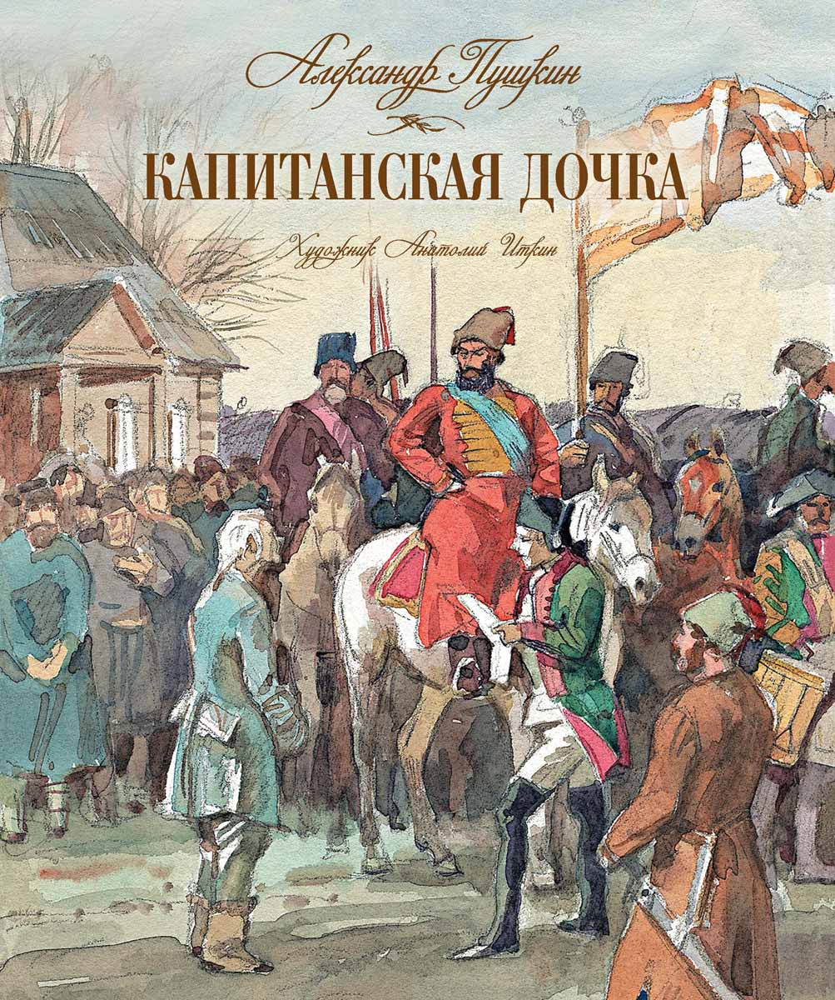 Александр Пушкин
КАПИТАНСКАЯ ДОЧКА
Художник Анатолий Иткин